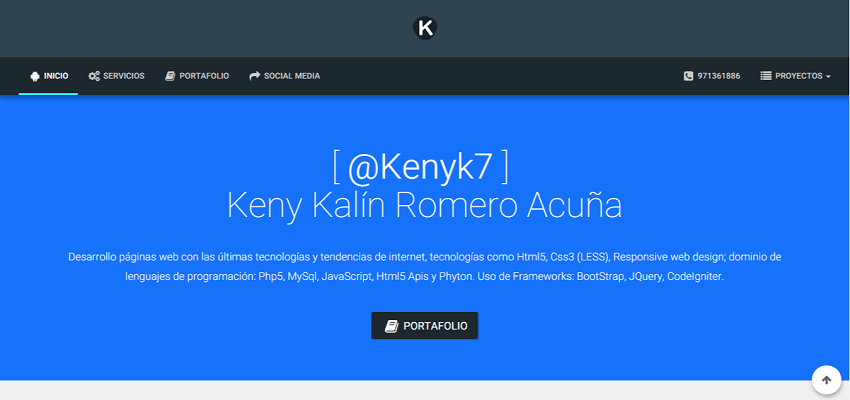 K
INICIO SERVICIOS PORTAFOLIO SOCIAL MEDIA 971361886 PROYECTOS
[ @Kenyk7 ]
Keny Kalín Romero Acuña
Desarrollo páginas web con las últimas tecnologías y tendencias de internet, tecnologías como Html5, Css3 (LESS), Responsive web design; dominio de
lenguajes de programación: Php5, MySql, JavaScript, Html5 Apis y Phyton. Uso de Frameworks: BootStrap, JQuery, CodeIgniter.
PORTAFOLIO